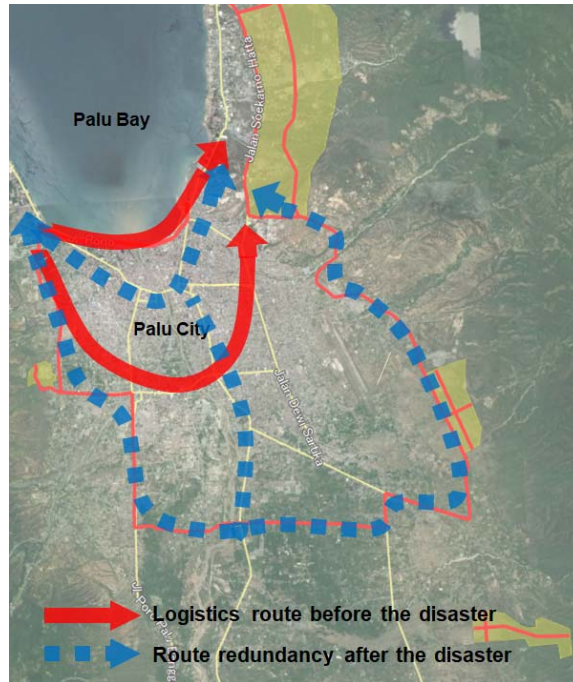 Palu Bay
Jalan Soekarno Hatta
Palu City
Jalan Dewi Sartika
Logistics route before the disaster
Route redundancy after the disaster